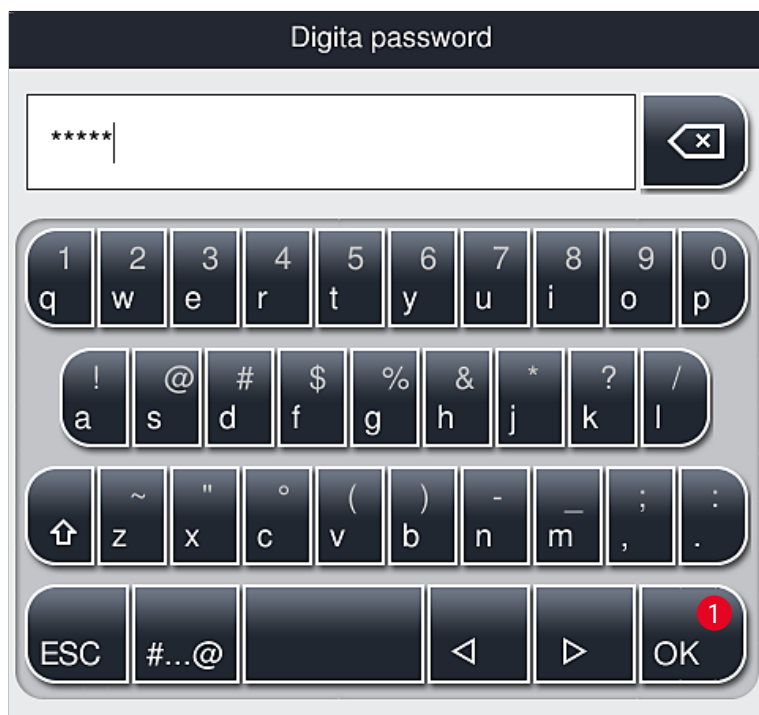 Digita password
*****
1 2 3 4 5 6 7 8 9 0
q w e r t y u i o p
! @ # $ % & * ? /
a s d f g h j k l
~ " ° ( ) - _ ; :
z x c v b n m , .
1
ESC #...@ OK